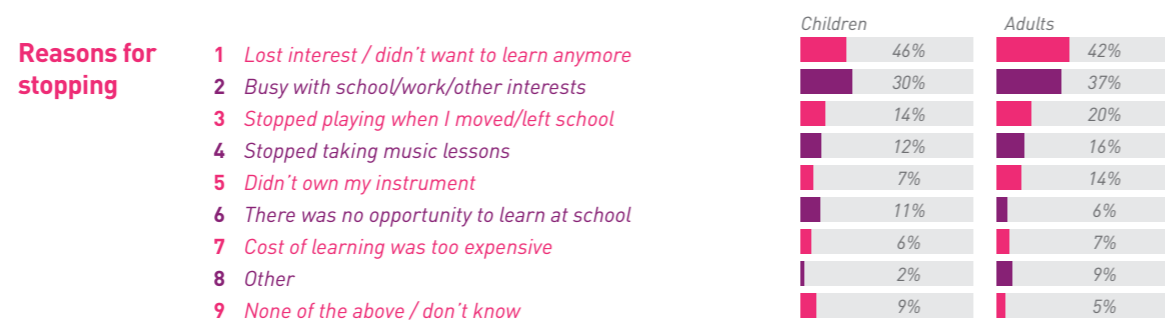 Children Adults
Reasons for stopping
1 Lost interest / didn't want to learn anymore 46% 42%
2 Busy with school/work/other interests 30% 37%
3 Stopped playing when I moved/left school 14% 20%
4 Stopped taking music lessons 12% 16%
5 Didn't own my instrument 7% 14%
6 There was no opportunity to learn at school 11% 6%
7 Cost of learning was too expensive 6% 7%
8 Other 2% 9%
9 None of the above / don't know 9% 5%